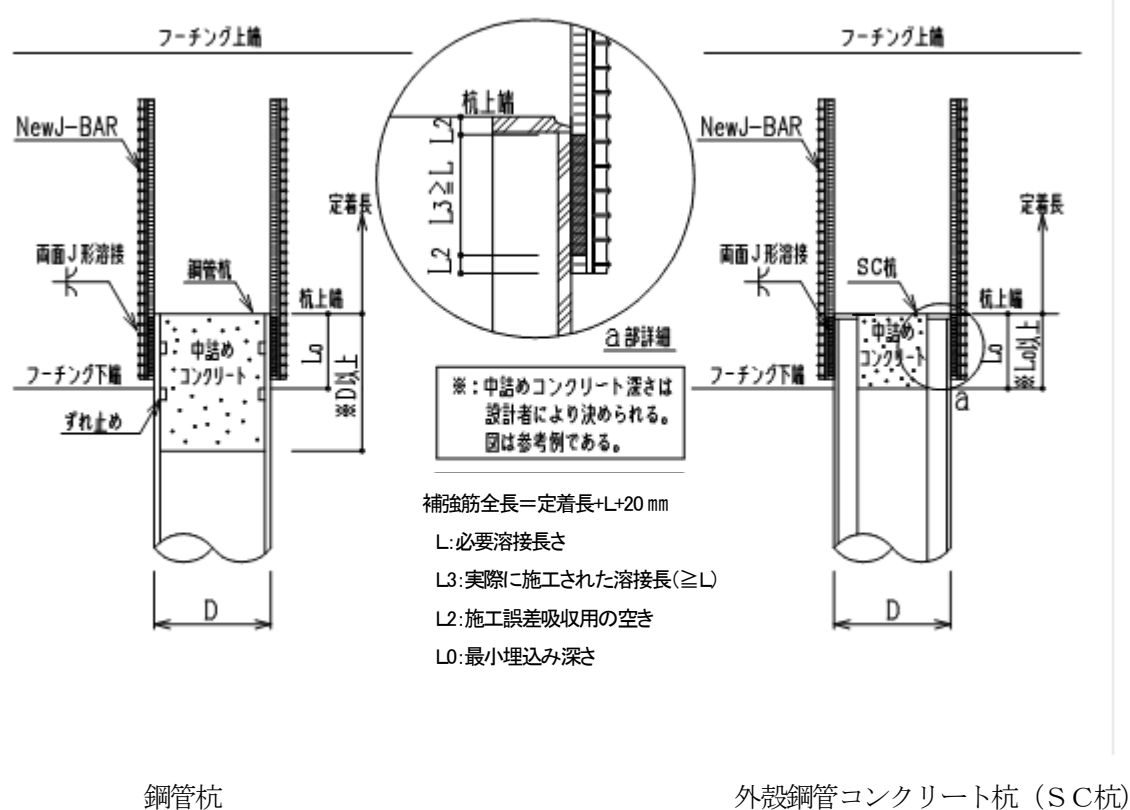 フーチング上端
NewJ-BAR
定着長
両面J形溶接
鋼管杭
杭上端
中詰め
コンクリート
L0
※D以上
フーチング下端
ずれ止め
D
杭上端
L2
L3≧L
L2
a部詳細
※:中詰めコンクリート深さは
設計者により決められる。
図は参考例である。
補強筋全長=定着長+L+20㎜
L:必要溶接長さ
L3:実際に施工された溶接長(≧L)
L2:施工誤差吸収用の空き
L0:最小埋込み深さ
フーチング上端
NewJ-BAR
定着長
両面J形溶接
SC杭
杭上端
中詰め
コンクリート
L0
※L0以上
フーチング下端
a
D
鋼管杭
外殻鋼管コンクリート杭(SC杭)